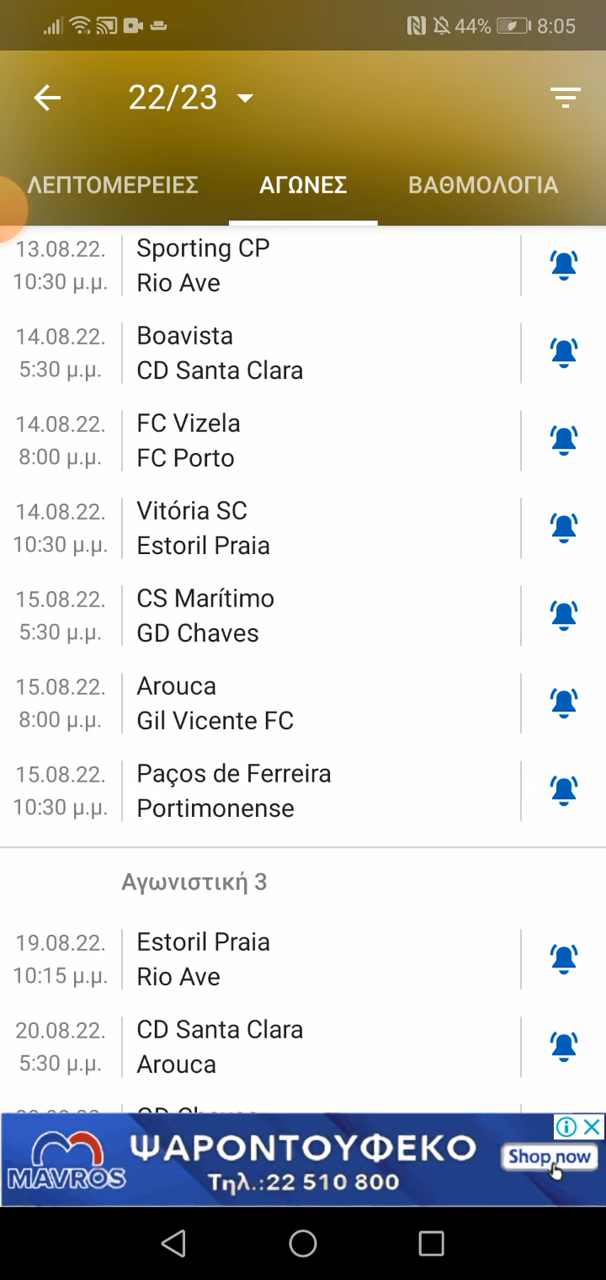 44% 8:05
22/23
ΛΕΠΤΟΜΕΡΕΙΕΣ ΑΓΩΝΕΣ ΒΑΘΜΟΛΟΓΙΑ
13.08.22. Sporting CP
10:30 μ.μ. Rio Ave
14.08.22. Boavista
5:30 μ.μ. CD Santa Clara
14.08.22. FC Vizela
8:00 μ.μ. FC Porto
14.08.22. Vitória SC
10:30 μ.μ. Estoril Praia
15.08.22. CS Marítimo
5:30 μ.μ. GD Chaves
15.08.22. Arouca
8:00 μ.μ. Gil Vicente FC
15.08.22. Paços de Ferreira
10:30 μ.μ. Portimonense
Αγωνιστική 3
19.08.22. Estoril Praia
10:15 μ.μ. Rio Ave
20.08.22. CD Santa Clara
5:30 μ.μ. Arouca
ΨΑΡΟΝΤΟΥΦΕΚΟ
MAVROS
Τηλ.:22 510 800
Shop now